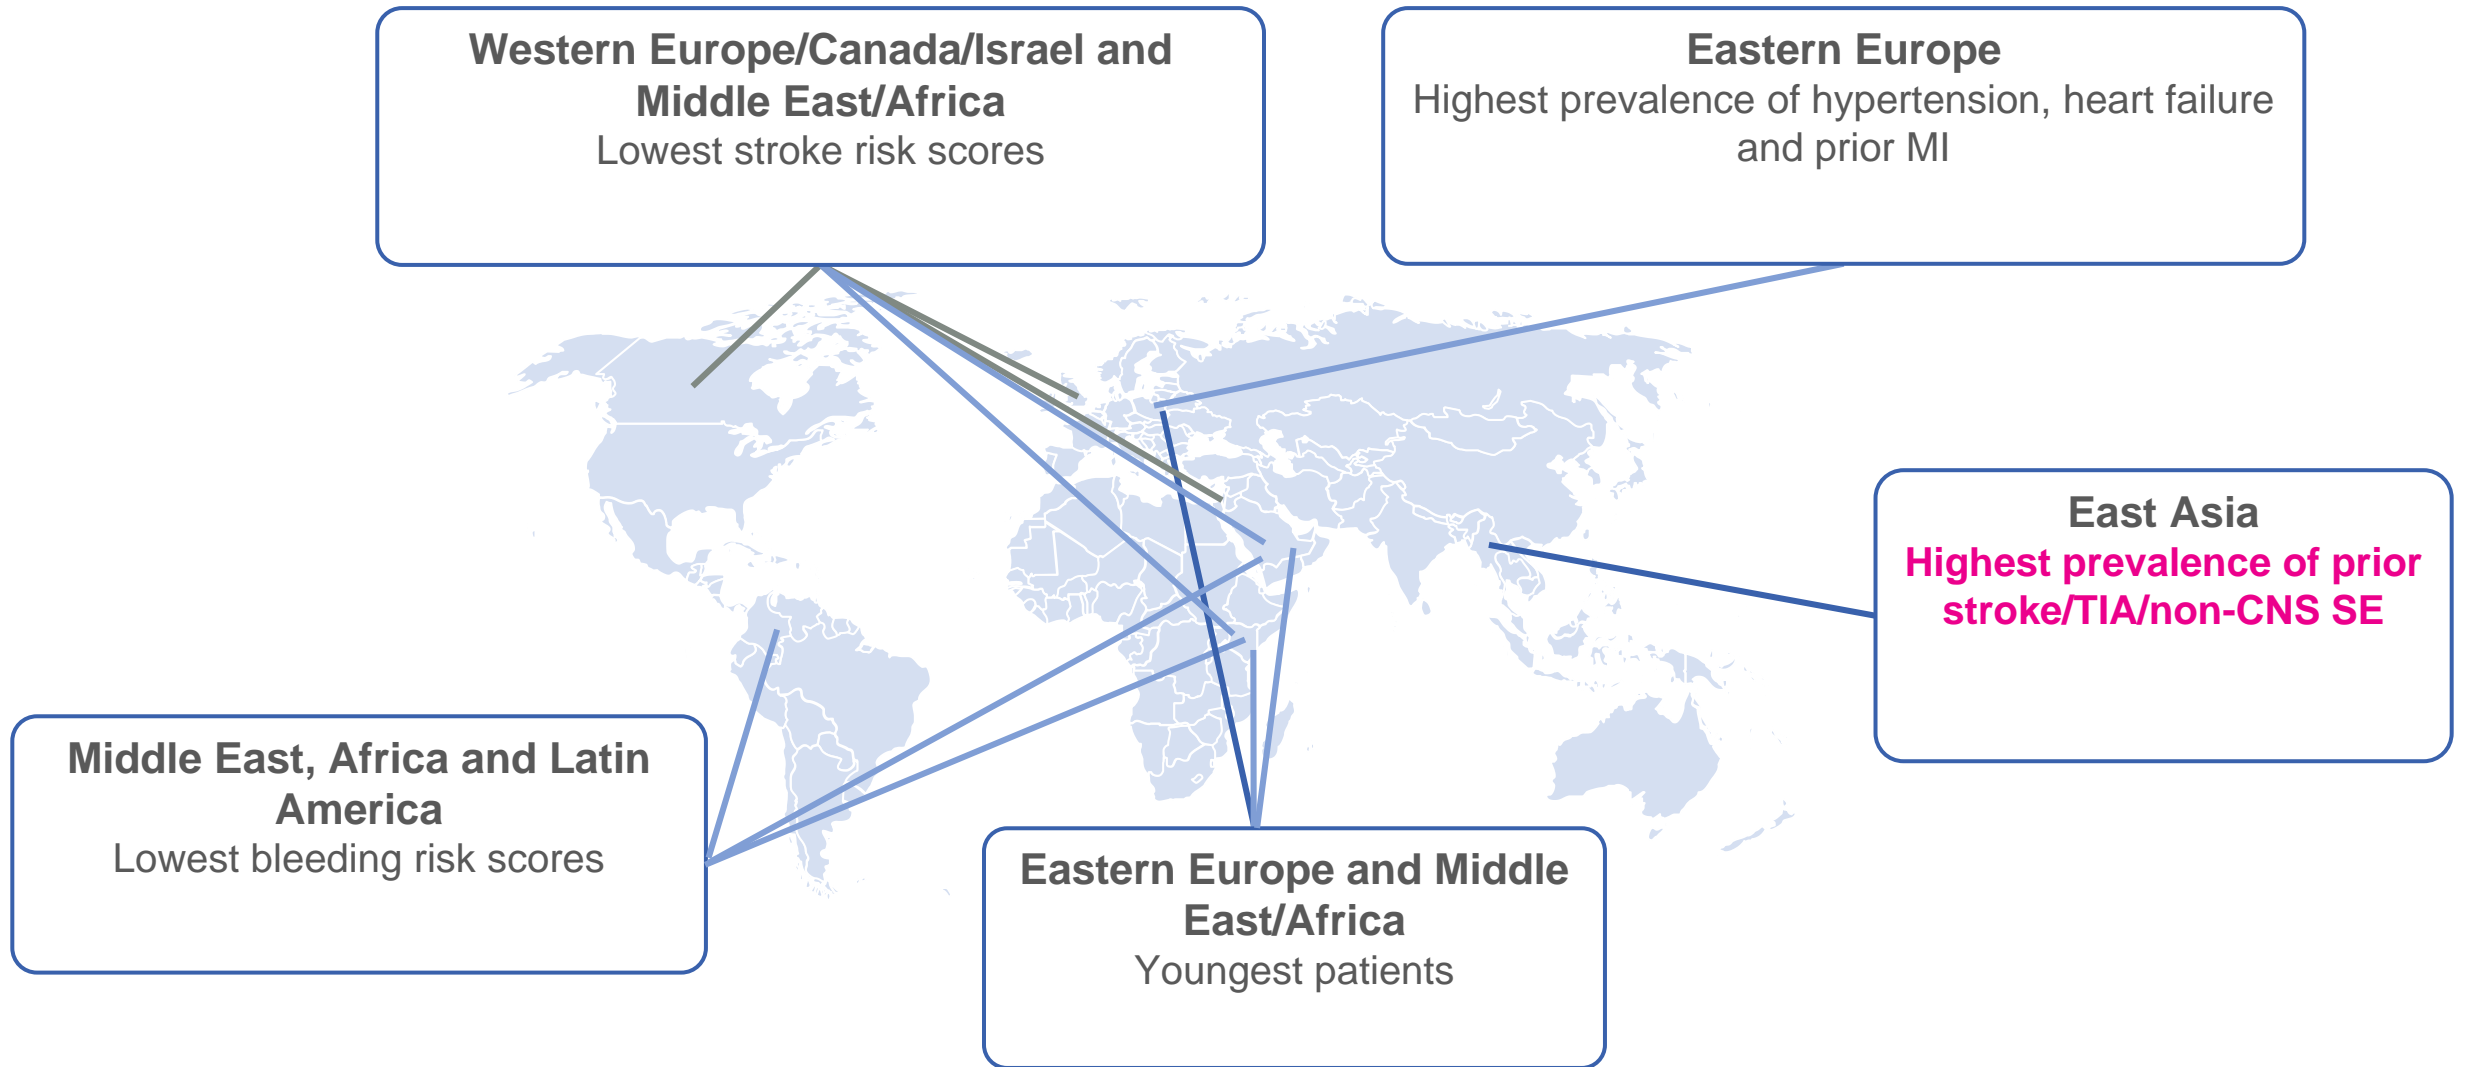 Western Europe/Canada/Israel and
Middle East/Africa
Lowest stroke risk scores
Eastern Europe
Highest prevalence of hypertension, heart failure
and prior MI
East Asia
Highest prevalence of prior
stroke/TIA/non-CNS SE
Middle East, Africa and Latin
America
Lowest bleeding risk scores
Eastern Europe and Middle
East/Africa
Youngest patients